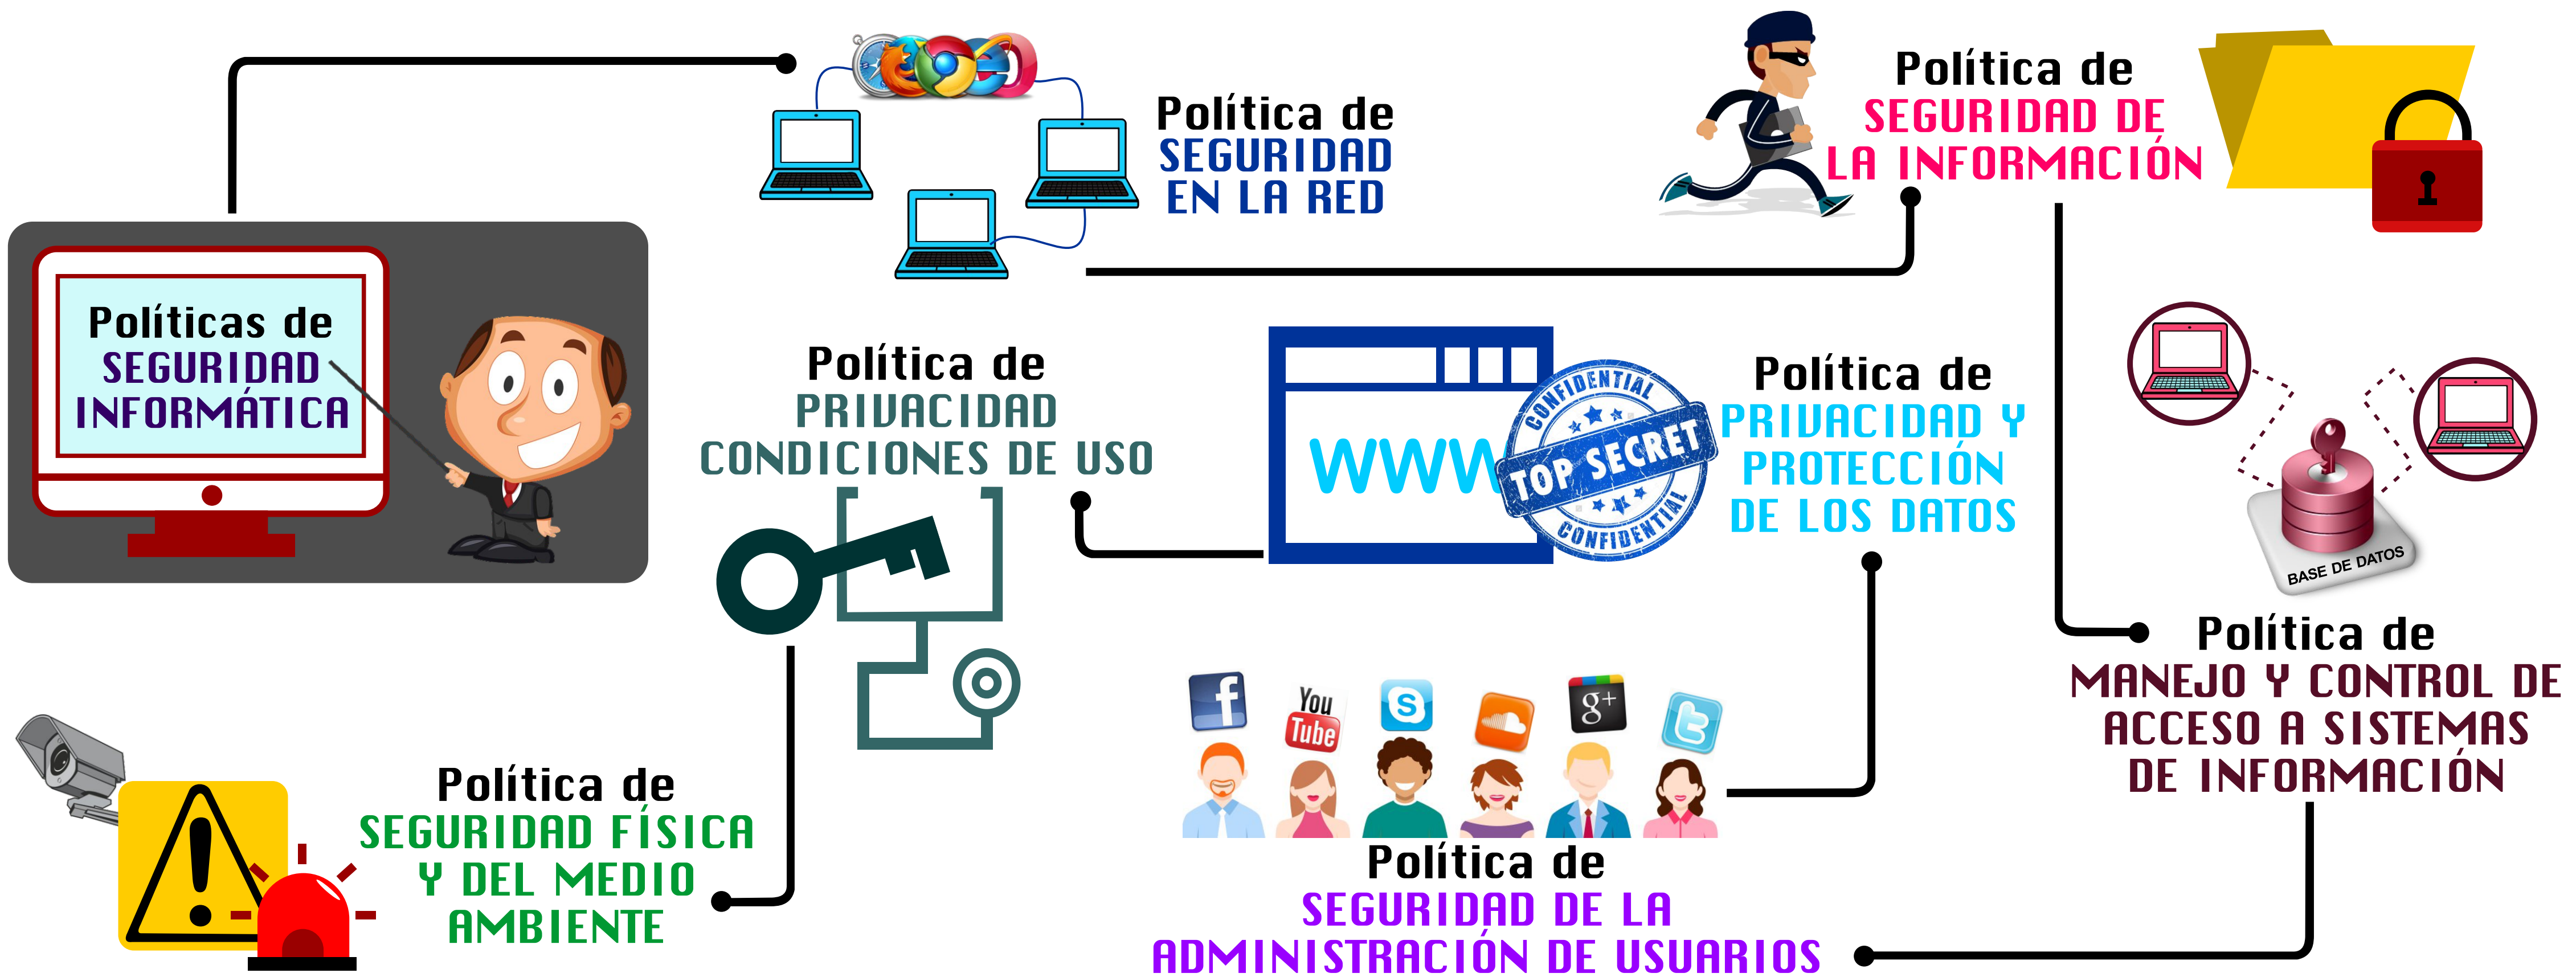 Políticas de
SEGURIDAD
INFORMÁTICA
Política de
SEGURIDAD
EN LA RED
Política de
SEGURIDAD DE
LA INFORMACIÓN
BASE DE DATOS
Política de
MANEJO Y CONTROL DE
ACCESO A SISTEMAS
DE INFORMACIÓN
f
You
Tube
S
g+
t
Política de
SEGURIDAD DE LA
ADMINISTRACIÓN DE USUARIOS
WWW
CONFIDENTIAL
TOP SECRET
CONFIDENTIAL
Política de
PRIVACIDAD Y
PROTECCIÓN
DE LOS DATOS
Política de
PRIVACIDAD
CONDICIONES DE USO
Política de
SEGURIDAD FÍSICA
Y DEL MEDIO
AMBIENTE